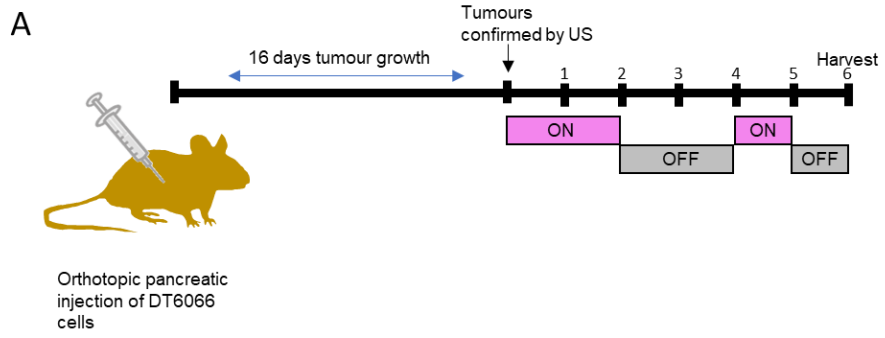 A
Tumours
confirmed by US
16 days tumour growth
Harvest
1 2 3 4 5 6
ON ON
OFF OFF
Orthotopic pancreatic
injection of DT6066
cells